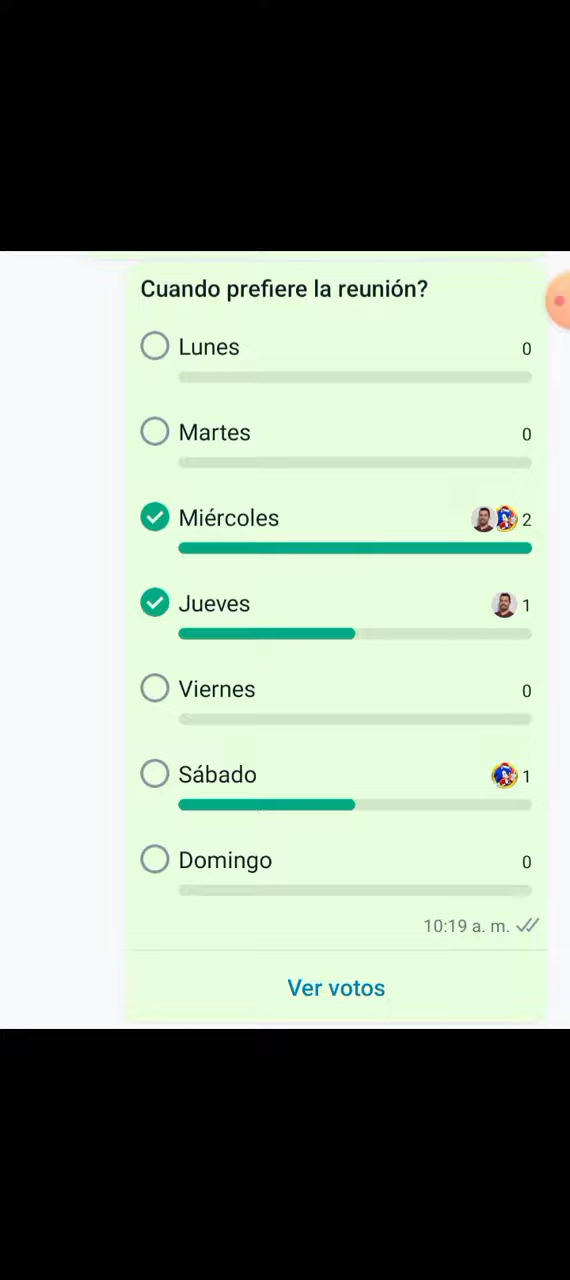 Cuando prefiere la reunión?
Lunes 0
Martes 0
Miércoles 2
Jueves 1
Viernes 0
Sábado 1
Domingo 0
10:19 a. m.
Ver votos